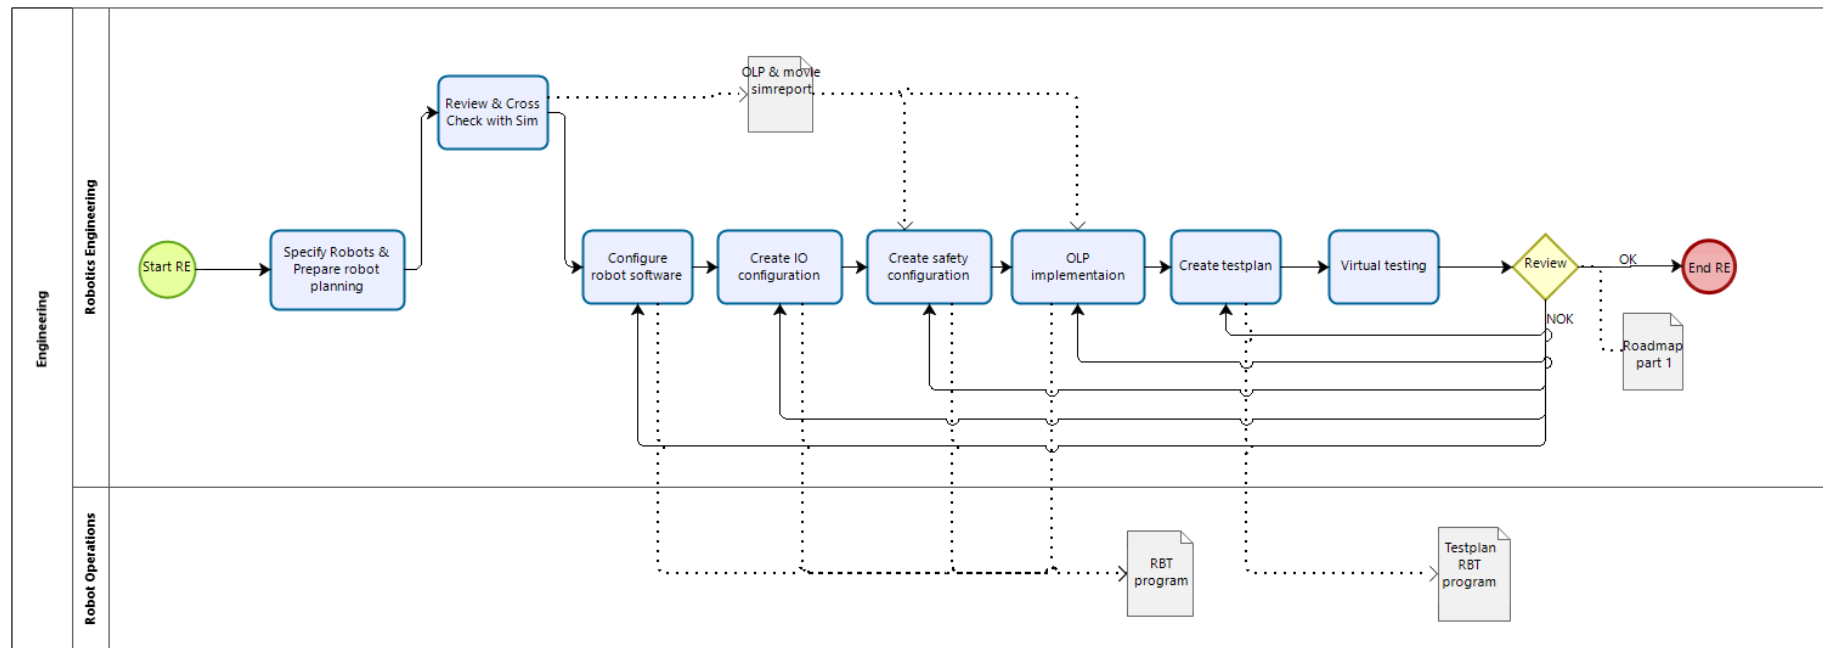 Engineering
Robotics Engineering
Robot Operations
Start RE
Specify Robots &
Prepare robot
planning
Review & Cross
Check with Sim
OLP & movie
simreport
Configure
robot software
Create IO
configuration
Create safety
configuration
OLP
implementaion
Create testplan
Virtual testing
Review
OK
End RE
NOK
Roadmap
part 1
RBT
program
Testplan
RBT
program